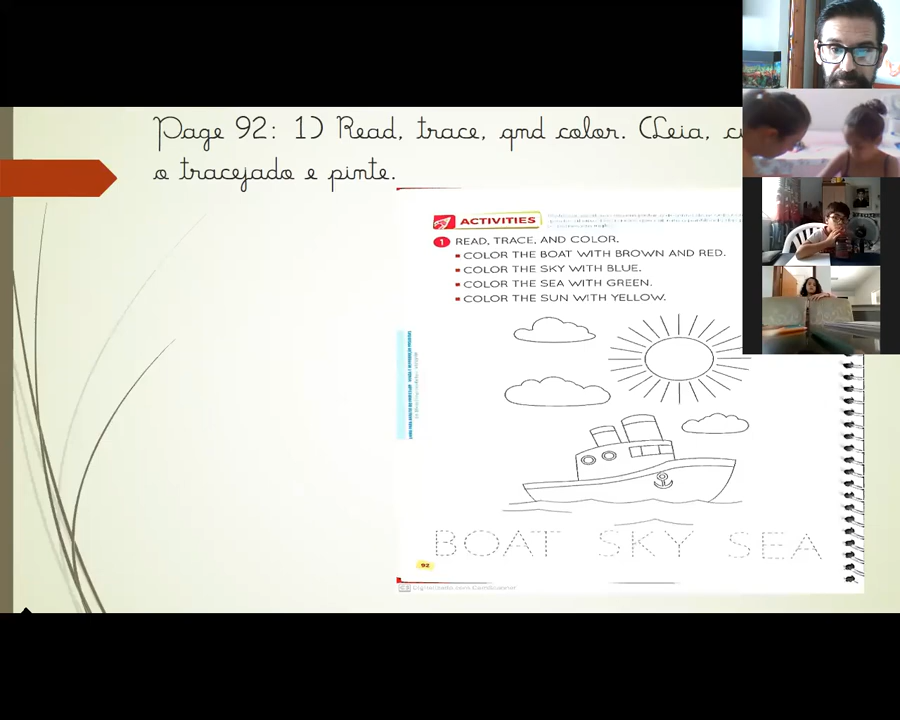 Page 92: 1) Read, trace, and color. (Leia,
o tracejado e pinte.
ACTIVITIES
1 READ, TRACE, AND COLOR.
▪ COLOR THE BOAT WITH BROWN AND RED.
▪ COLOR THE SKY WITH BLUE.
▪ COLOR THE SEA WITH GREEN.
▪ COLOR THE SUN WITH YELLOW.
BOAT SKY SEA
92
CS